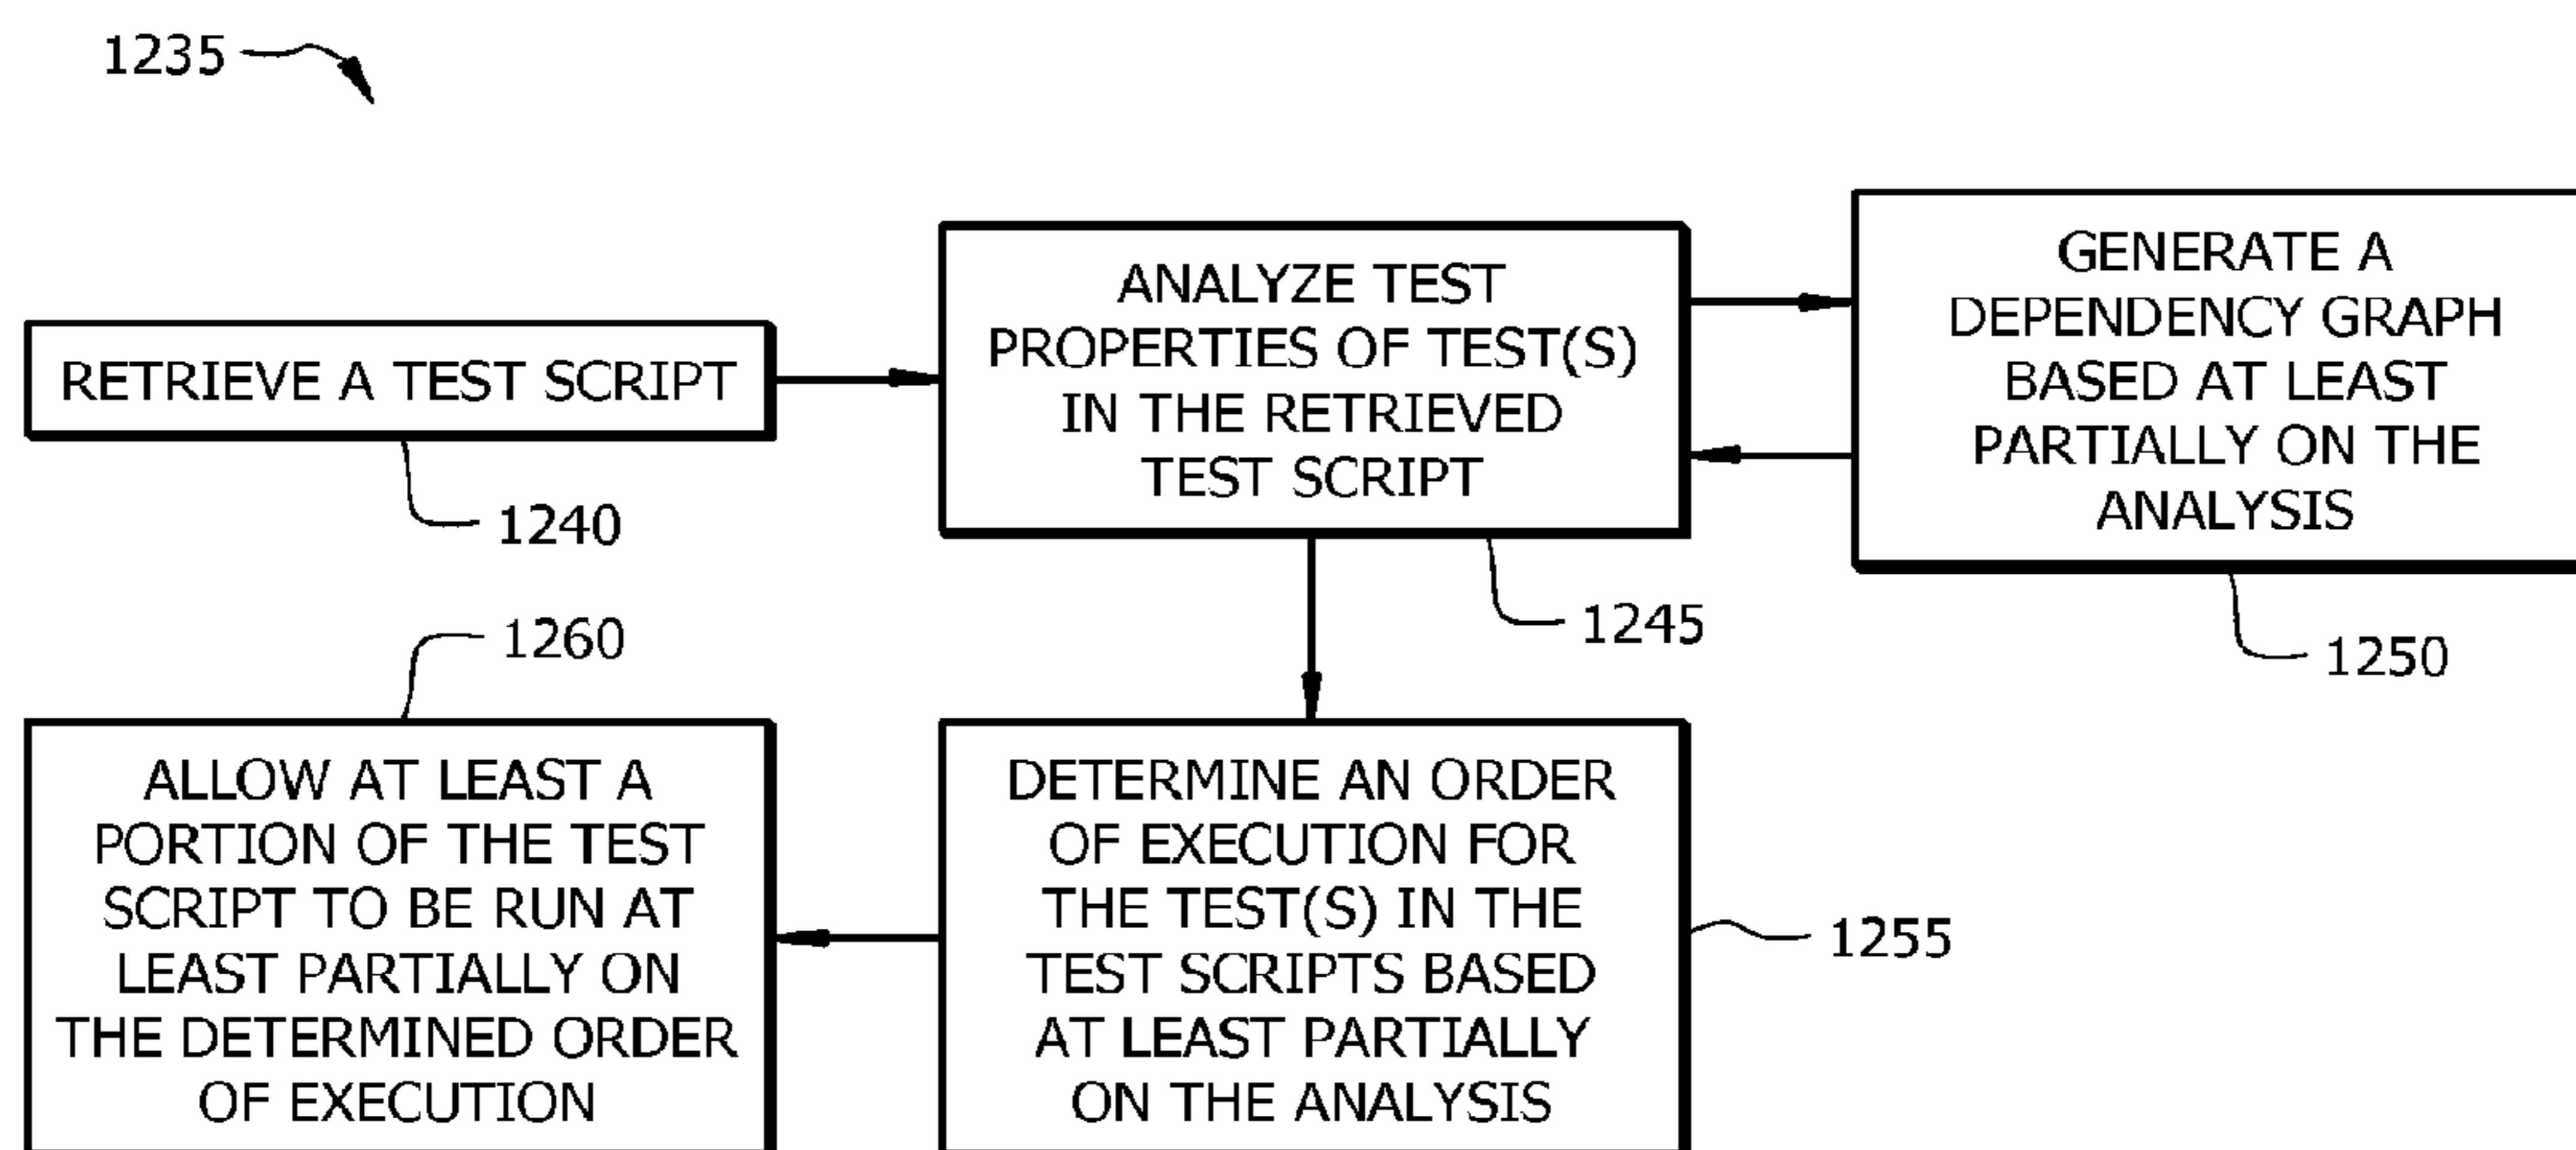 1235
RETRIEVE A TEST SCRIPT
1240
ANALYZE TEST
PROPERTIES OF TEST(S)
IN THE RETRIEVED
TEST SCRIPT
1245
GENERATE A
DEPENDENCY GRAPH
BASED AT LEAST
PARTIALLY ON THE
ANALYSIS
1250
DETERMINE AN ORDER
OF EXECUTION FOR
THE TEST(S) IN THE
TEST SCRIPTS BASED
AT LEAST PARTIALLY
ON THE ANALYSIS
1255
1260
ALLOW AT LEAST A
PORTION OF THE TEST
SCRIPT TO BE RUN AT
LEAST PARTIALLY ON
THE DETERMINED ORDER
OF EXECUTION